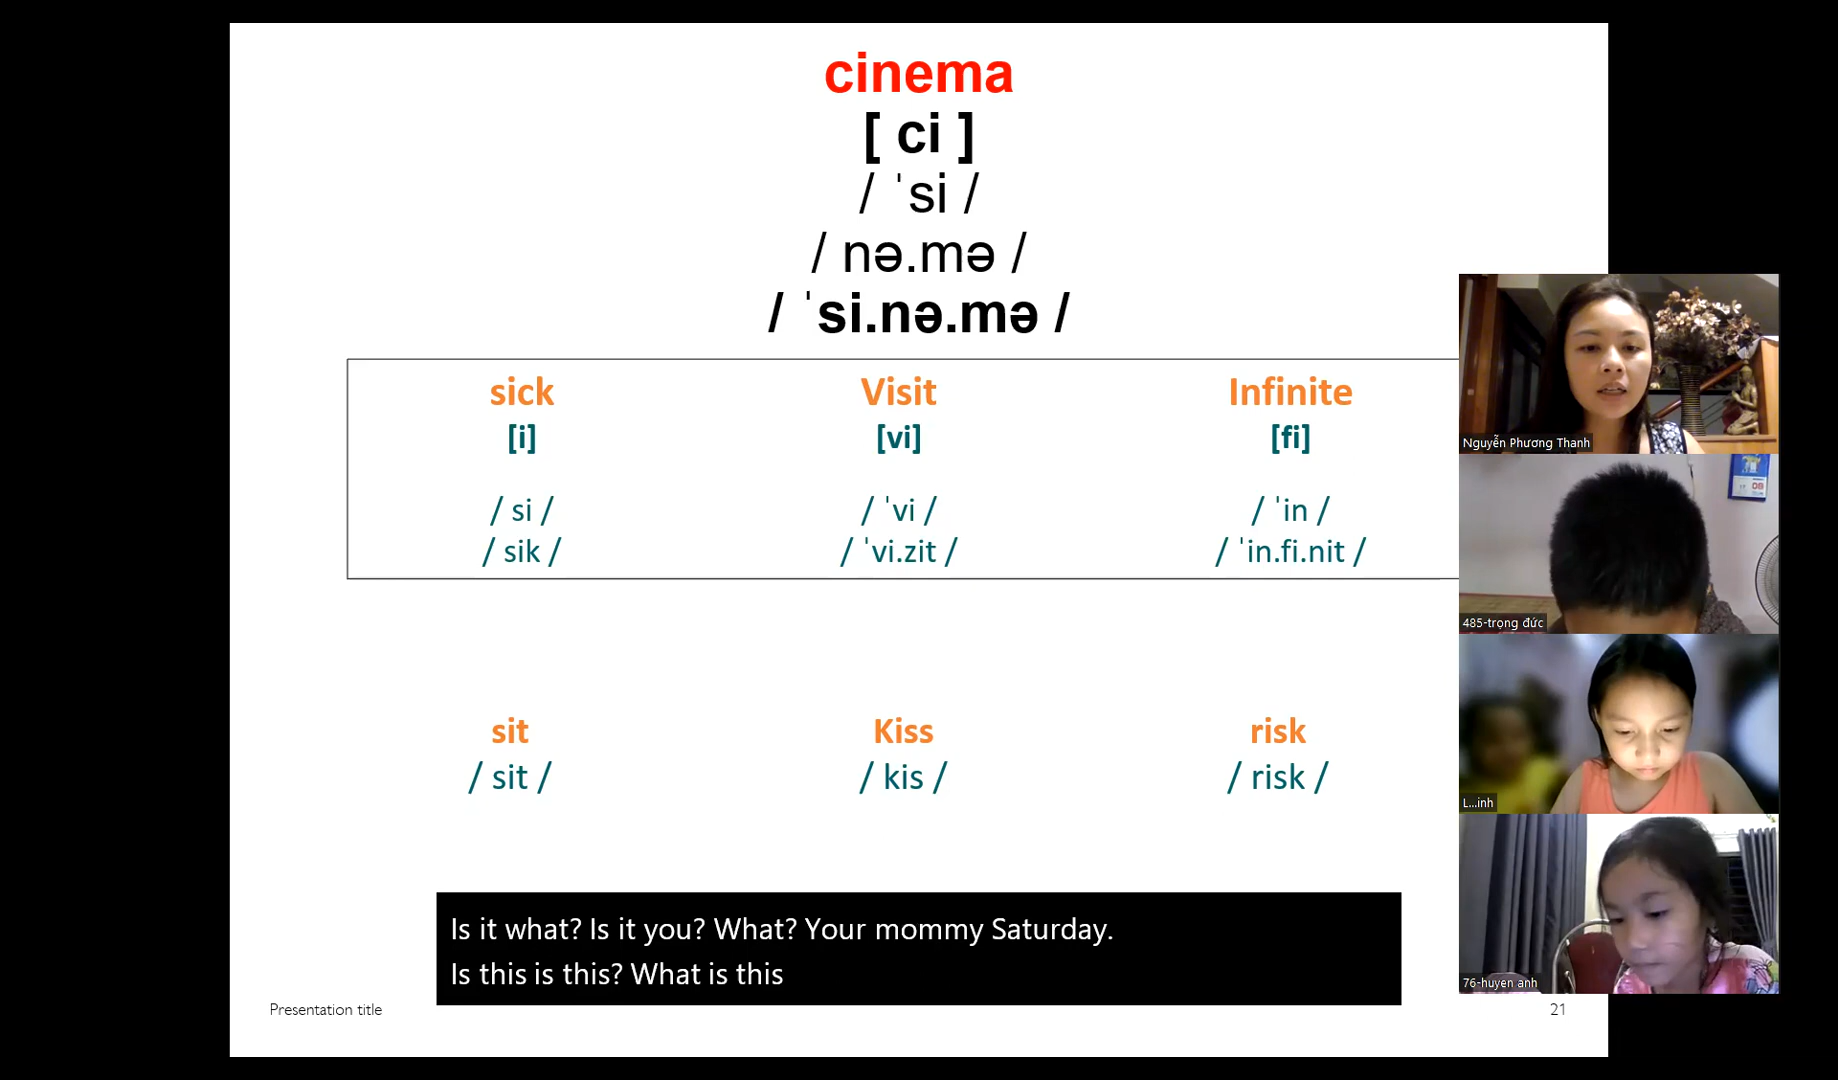 cinema
[ ci ]
/ ˈsi /
/ nə.mə /
/ ˈsi.nə.mə /
sick Visit Infinite
[i] [vi] [fi]
/ si / / ˈvi / / ˈin /
/ sik / / ˈvi.zit / / ˈin.fi.nit /
sit Kiss risk
/ sit / / kis / / risk /
Is it what? Is it you? What? Your mommy Saturday.
Is this is this? What is this
Presentation title
21
Nguyễn Phương Thanh
485-trọng đức
L...inh
76-huyen anh